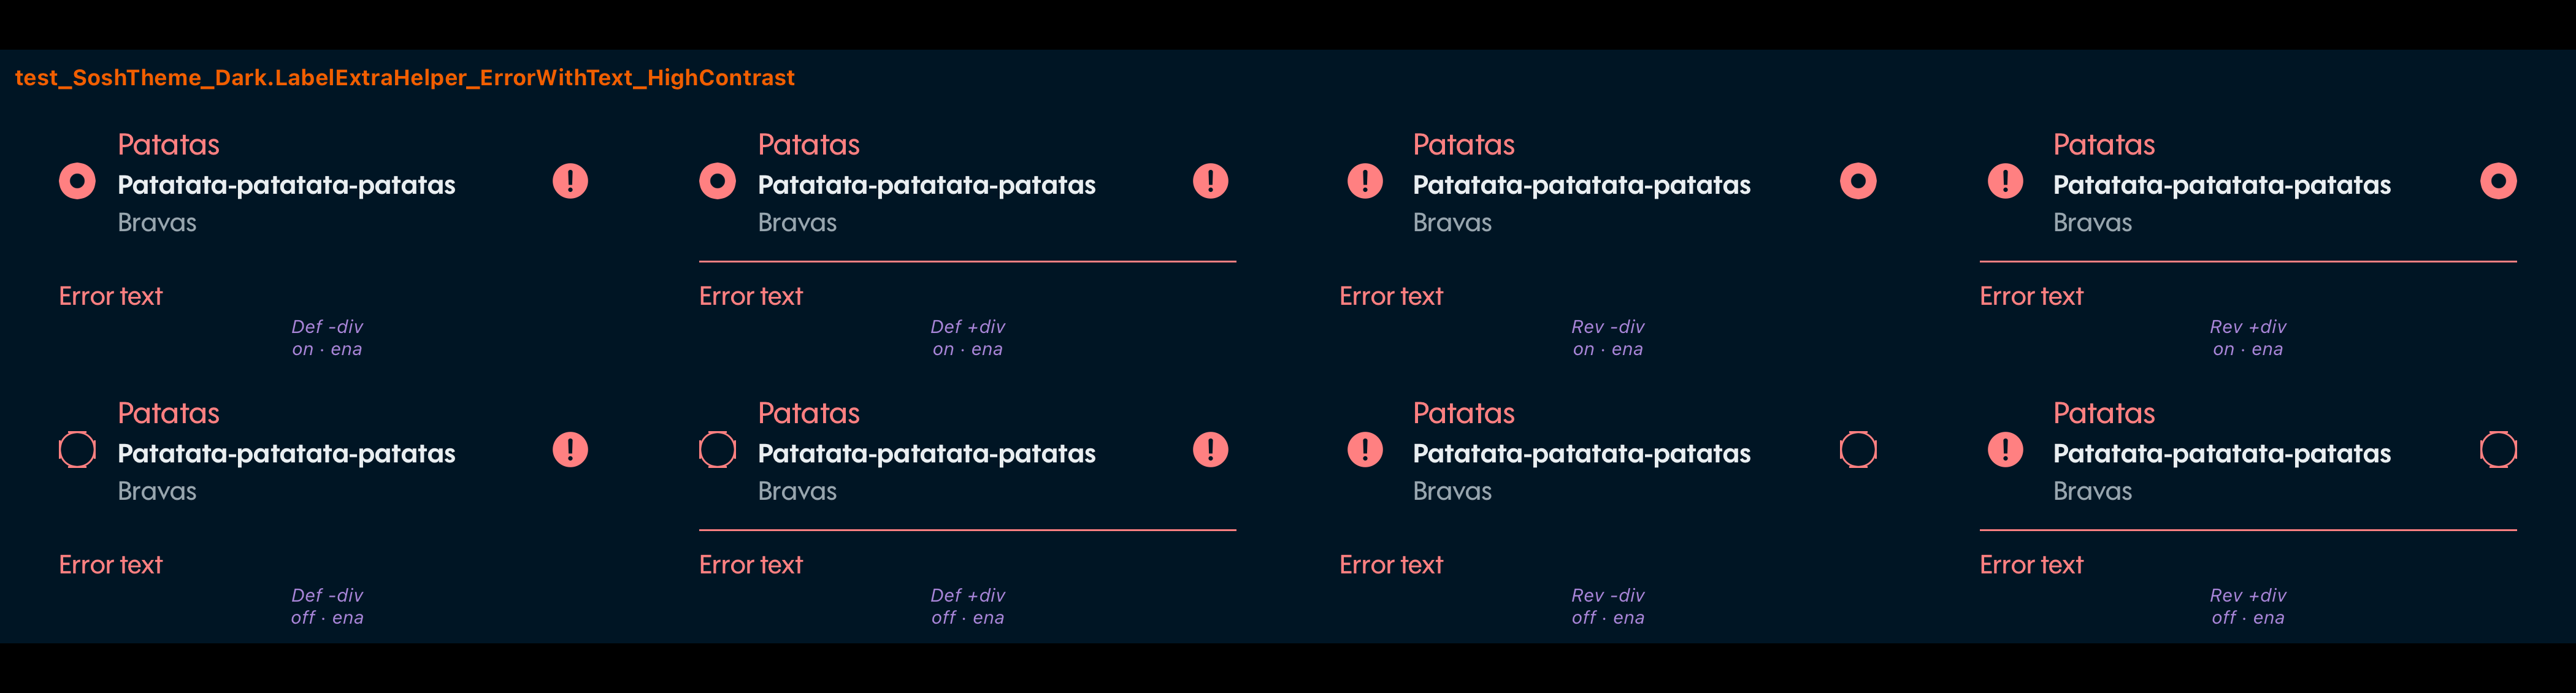 test_SoshTheme_Dark.LabelExtraHelper_ErrorWithText_HighContrast
Patatas
Patatata-patatata-patatas
Bravas
Error text
Def -div
on · ena
Patatas
Patatata-patatata-patatas
Bravas
Error text
Def +div
on · ena
Patatas
Patatata-patatata-patatas
Bravas
Error text
Rev -div
on · ena
Patatas
Patatata-patatata-patatas
Bravas
Error text
Rev +div
on · ena
Patatas
Patatata-patatata-patatas
Bravas
Error text
Def -div
off · ena
Patatas
Patatata-patatata-patatas
Bravas
Error text
Def +div
off · ena
Patatas
Patatata-patatata-patatas
Bravas
Error text
Rev -div
off · ena
Patatas
Patatata-patatata-patatas
Bravas
Error text
Rev +div
off · ena